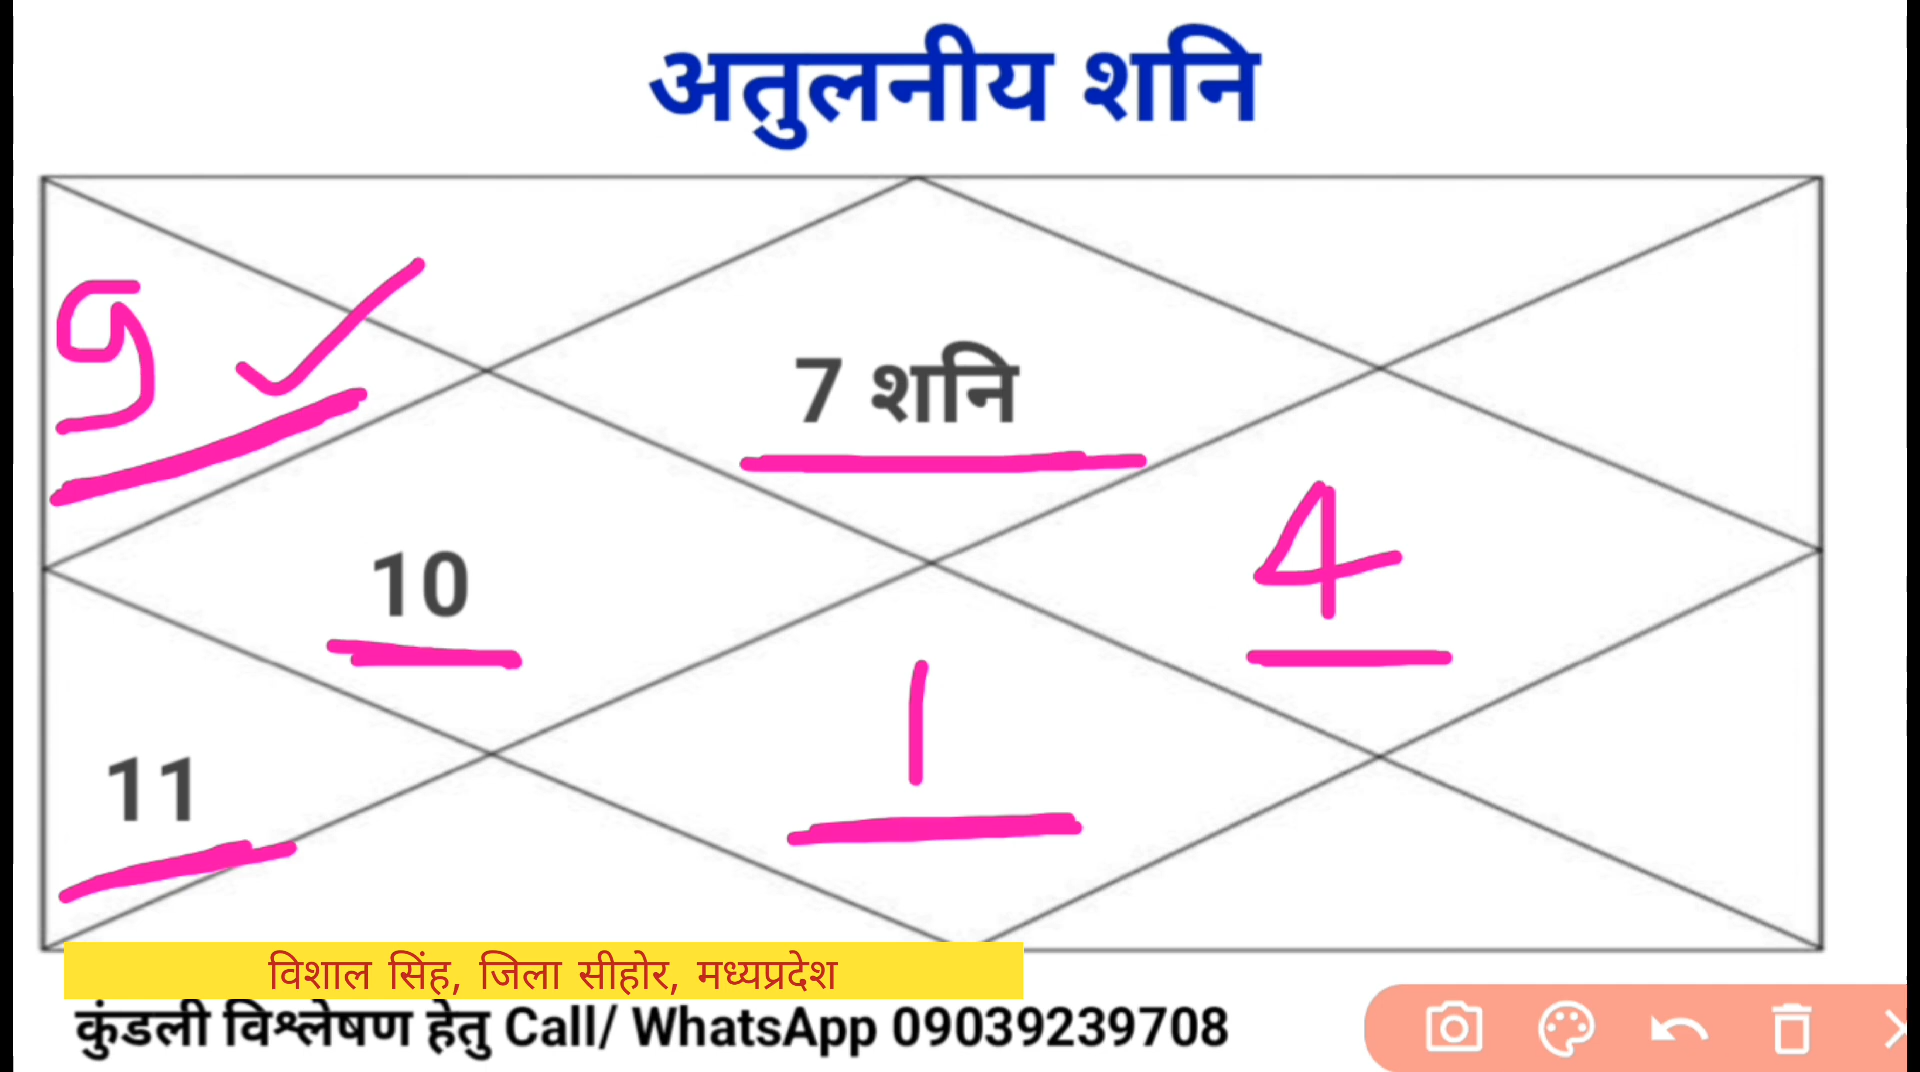 अतुलनीय शनि
9
7 शनि
10
4
1
11
विशाल सिंह, जिला सीहोर, मध्यप्रदेश
कुंडली विश्लेषण हेतु Call/ WhatsApp 09039239708